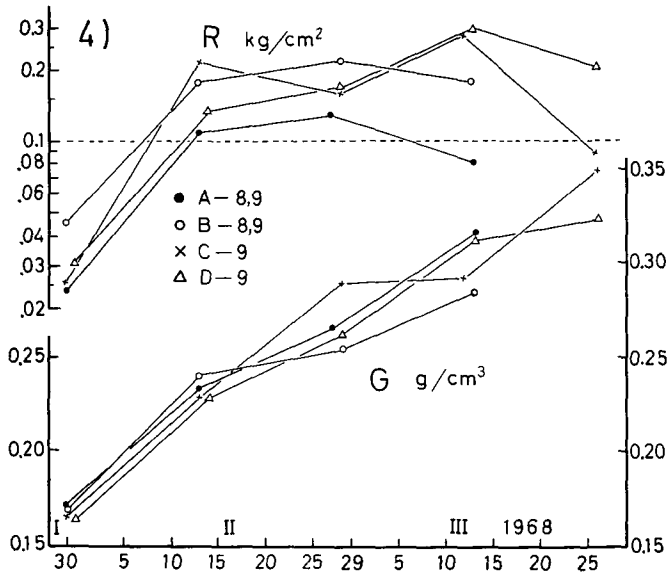 4) R kg/cm²
0.3
0.2
0.1
.08
.06
0.04
0.03
.02
● A – 8,9
○ B – 8,9
× C – 9
△ D – 9
0.35
0.30
0.25
0.25
G g/cm³
0.20
0.20
I II III 1968
0.15
0.15
30 5 10 15 20 25 29 5 10 15 20 25